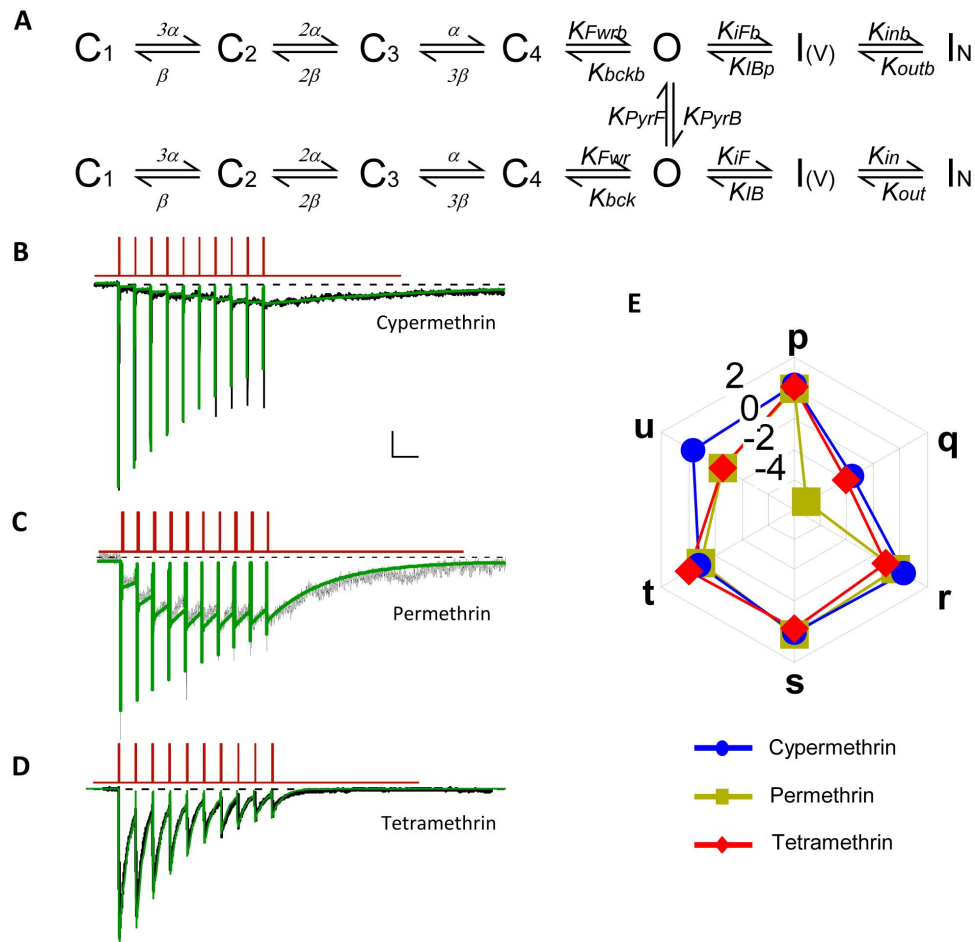 A
3α 2α α KFwrb KiFb Kinb
C1 C2 C3 C4 O I(V) IN
β 2β 3β Kbckb KIBp Koutb
KPyrF KPyrB
3α 2α α KFwr KiF Kin
C1 C2 C3 C4 O I(V) IN
β 2β 3β Kbck KIB Kout
B
Cypermethrin
C
Permethrin
D
Tetramethrin
E
p
2
0
-2
-4
u
q
t
r
s
Cypermethrin
Permethrin
Tetramethrin